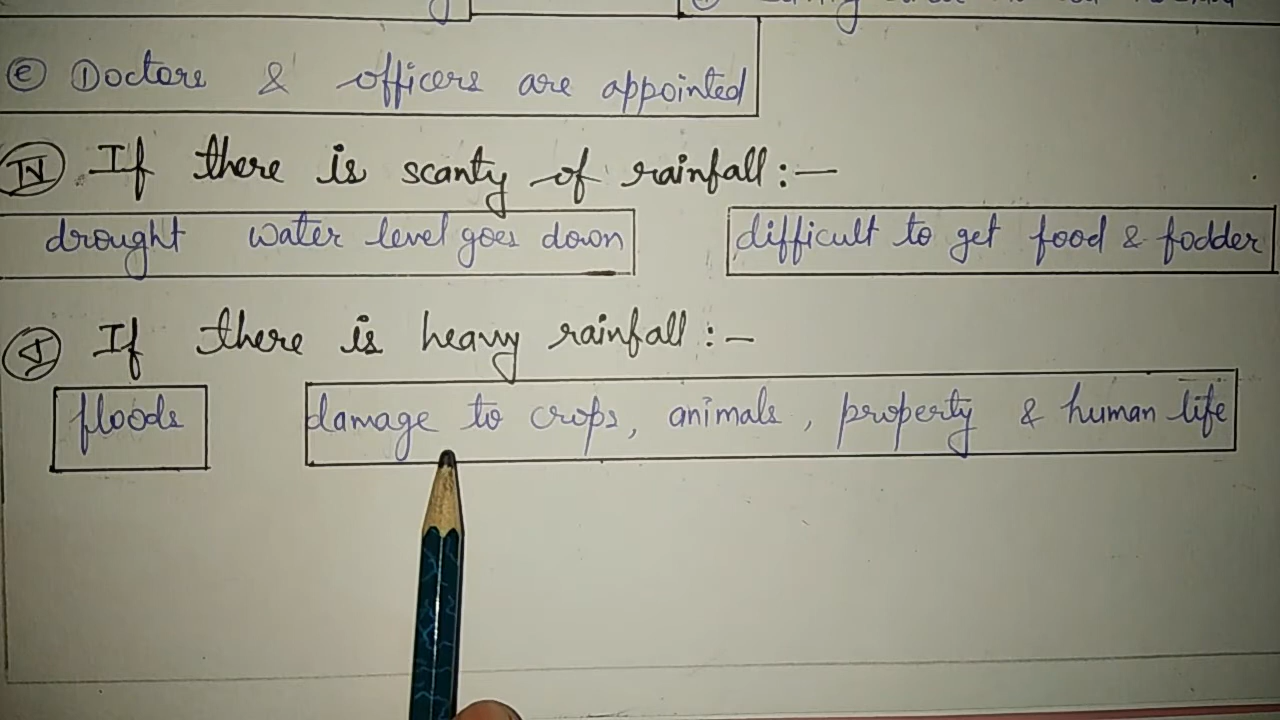 ⓔ Doctors & officers are appointed
IV If there is scanty of rainfall :—
drought water level goes down difficult to get food & fodder
V If there is heavy rainfall :—
floods damage to crops, animals, property & human life